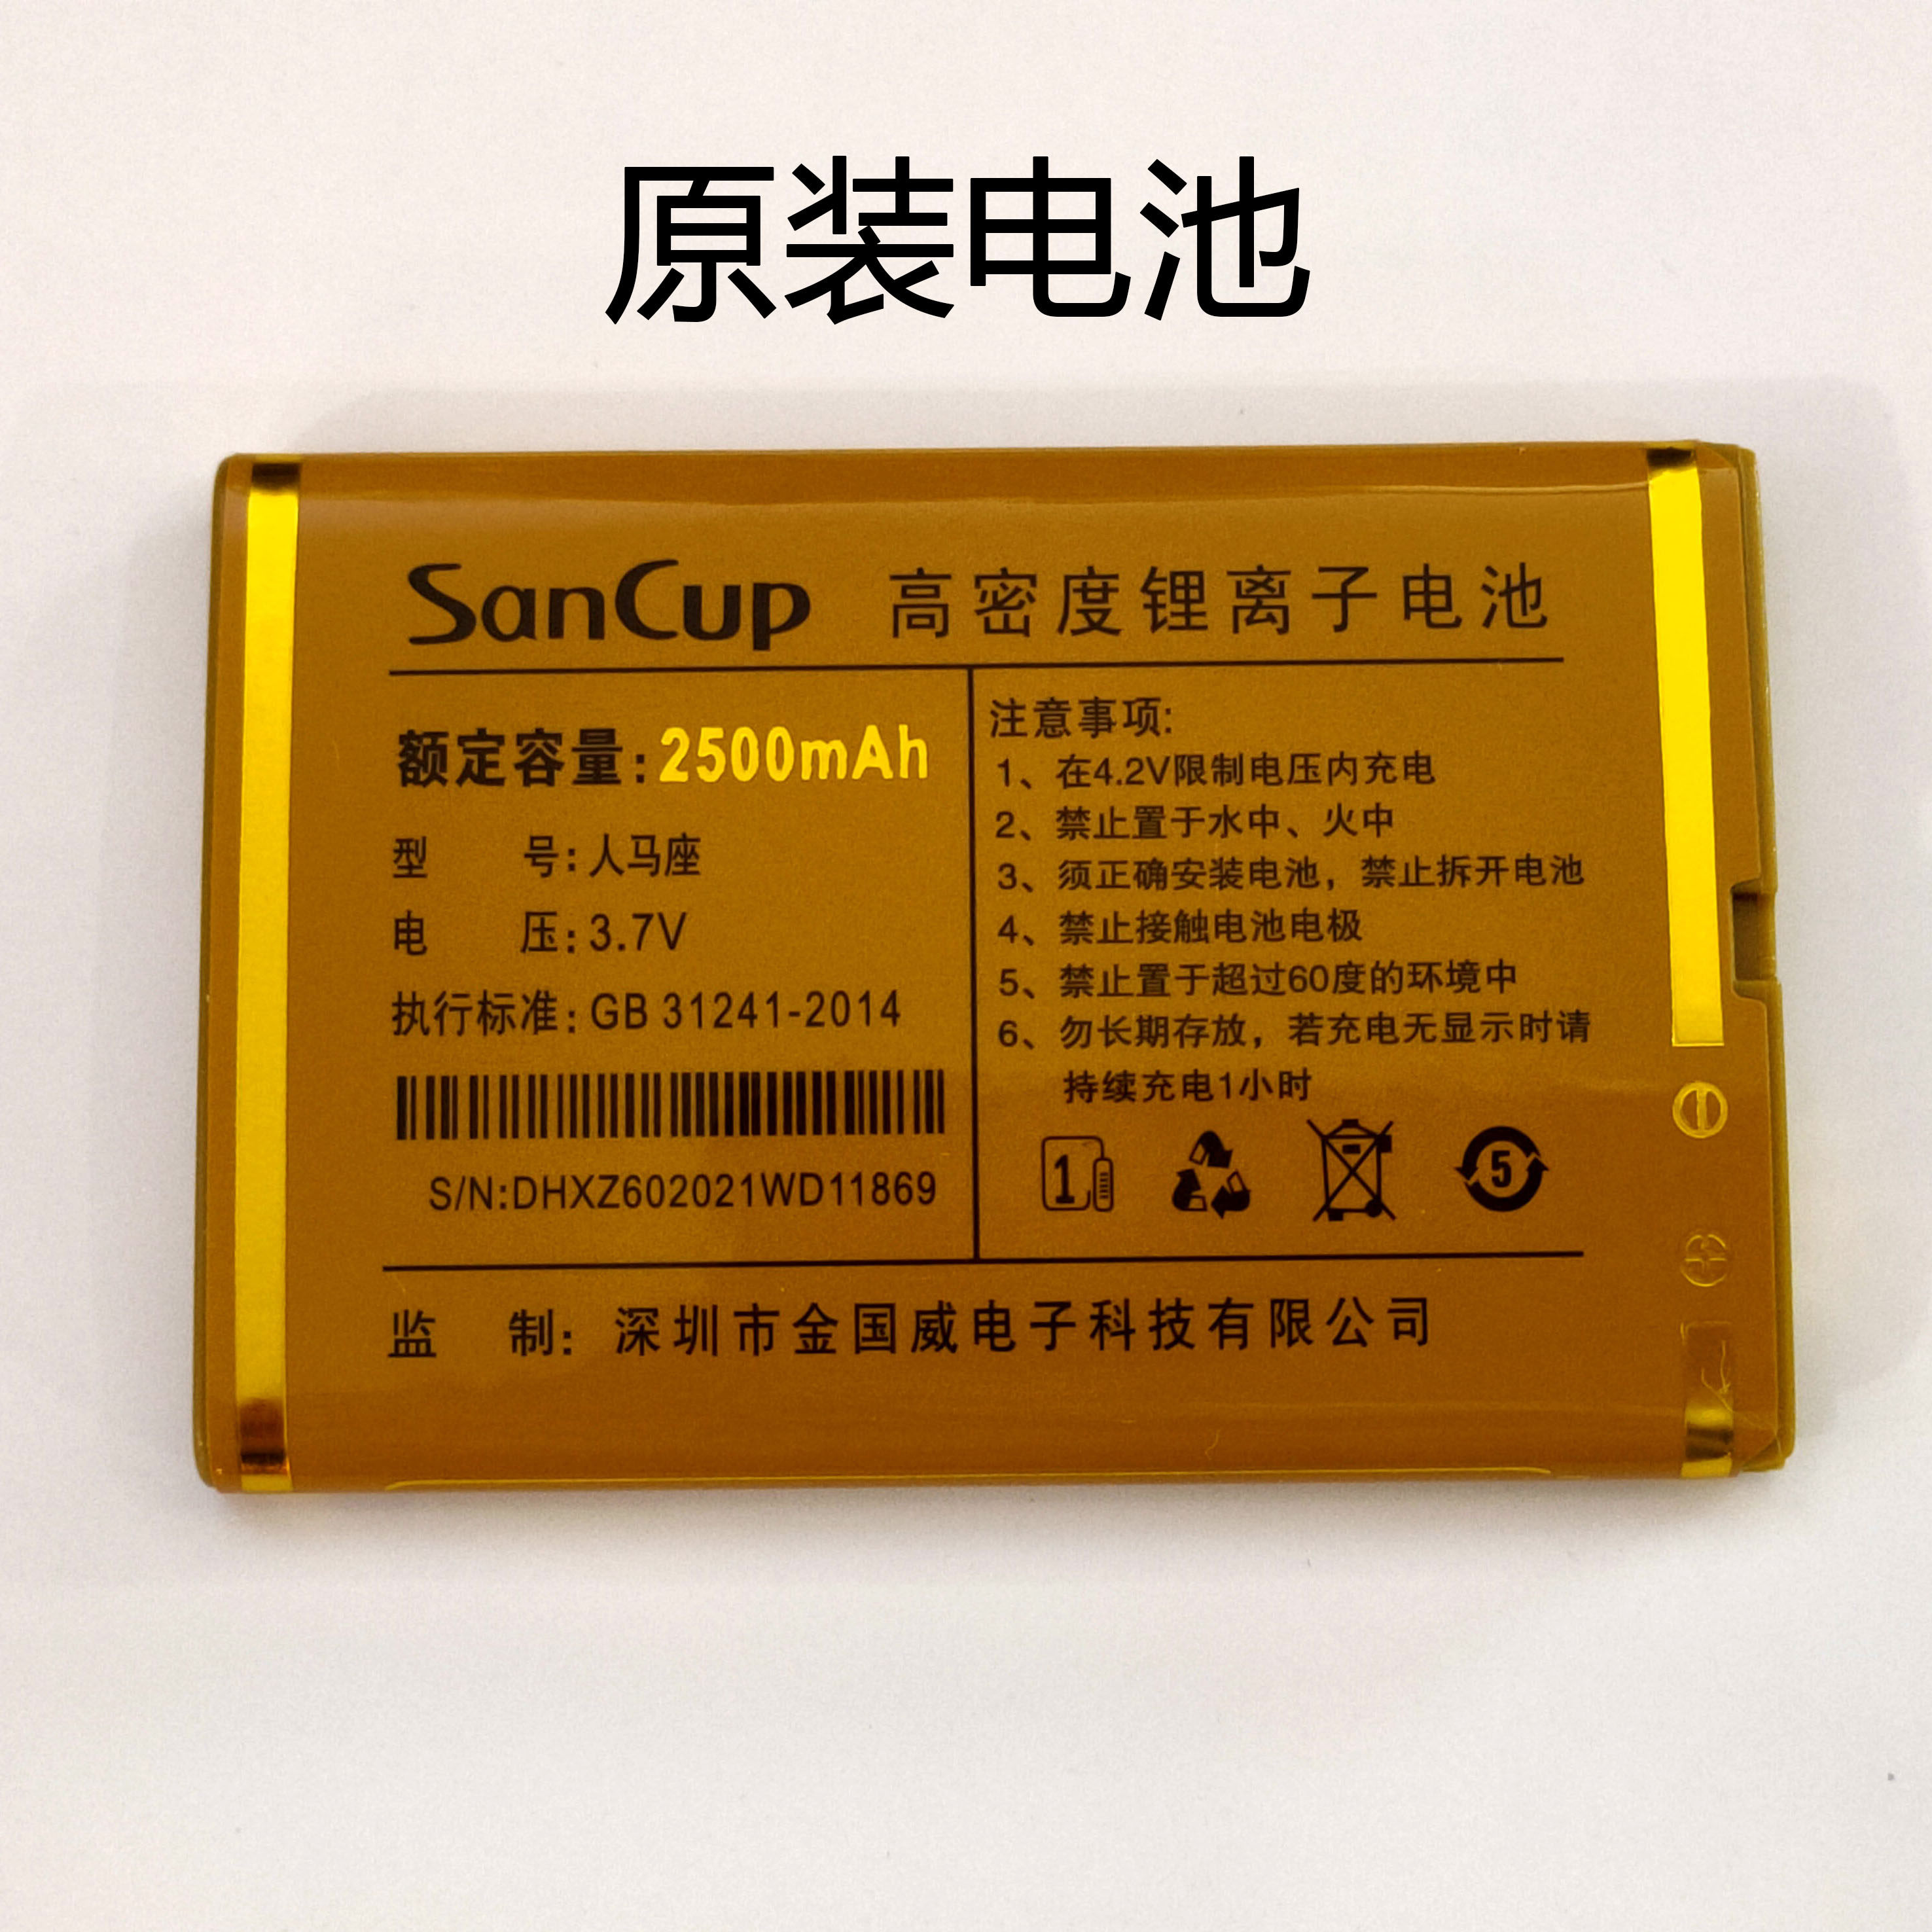 原装电池
SanCup 高密度锂离子电池
额定容量:2500mAh
型 号:人马座
电 压:3.7V
执行标准:GB 31241-2014
S/N:DHXZ602021WD11869
注意事项:
1、在4.2V限制电压内充电
2、禁止置于水中、火中
3、须正确安装电池，禁止拆开电池
4、禁止接触电池电极
5、禁止置于超过60度的环境中
6、勿长期存放，若充电无显示时请
持续充电1小时
1
5
监 制: 深圳市金国威电子科技有限公司